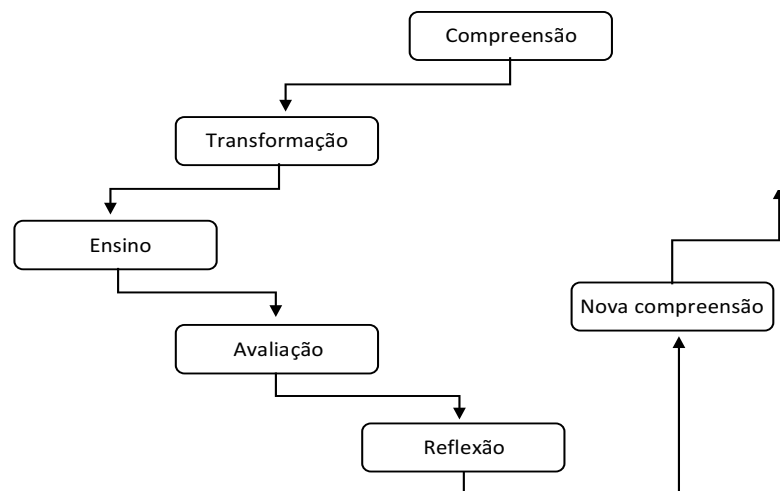 Compreensão
Transformação
Ensino
Avaliação
Reflexão
Nova compreensão